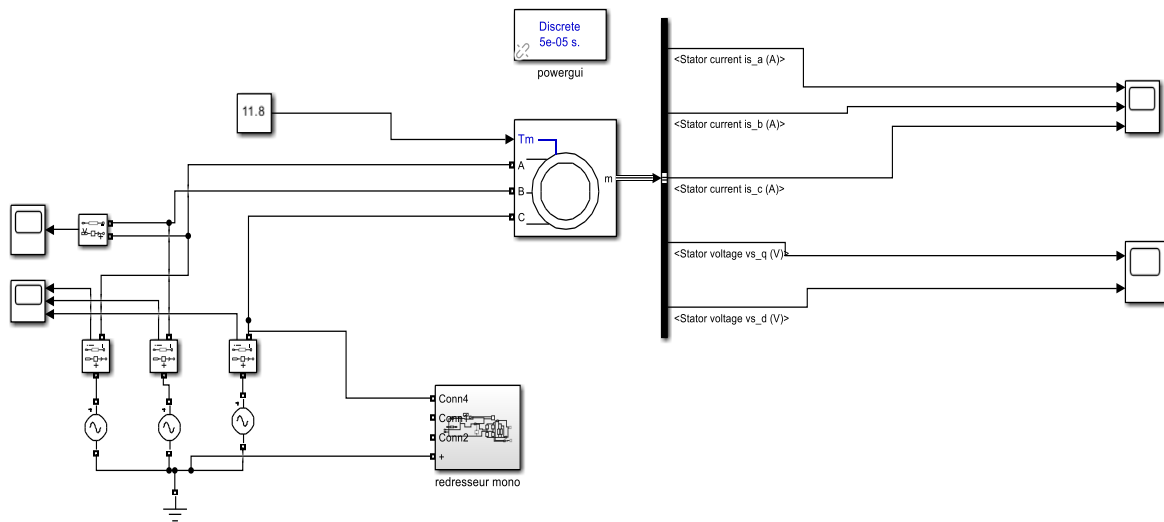 Discrete
5e-05 s.
powergui
<Stator current is_a (A)>
11.8
<Stator current is_b (A)>
Tm
A
m
B
<Stator current is_c (A)>
C
<Stator voltage vs_q (V)>
<Stator voltage vs_d (V)>
Conn4
Conn
Conn2
+
redresseur mono